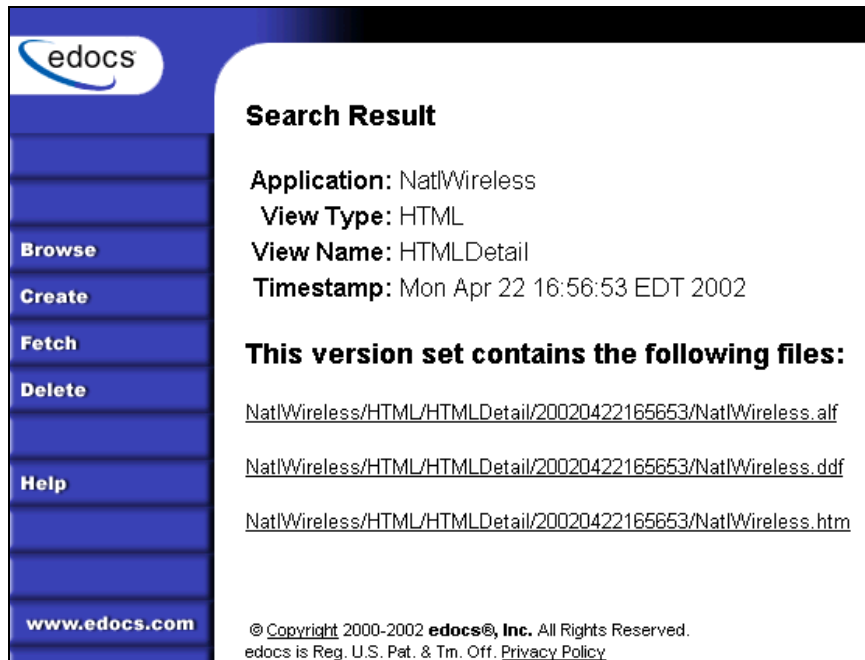 edocs
Search Result
Application: NatlWireless
View Type: HTML
View Name: HTMLDetail
Timestamp: Mon Apr 22 16:56:53 EDT 2002
Browse
Create
Fetch
Delete
Help
www.edocs.com
This version set contains the following files:
NatlWireless/HTML/HTMLDetail/20020422165653/NatlWireless.alf
NatlWireless/HTML/HTMLDetail/20020422165653/NatlWireless.ddf
NatlWireless/HTML/HTMLDetail/20020422165653/NatlWireless.htm
© Copyright 2000-2002 edocs®, Inc. All Rights Reserved.
edocs is Reg. U.S. Pat. & Tm. Off. Privacy Policy